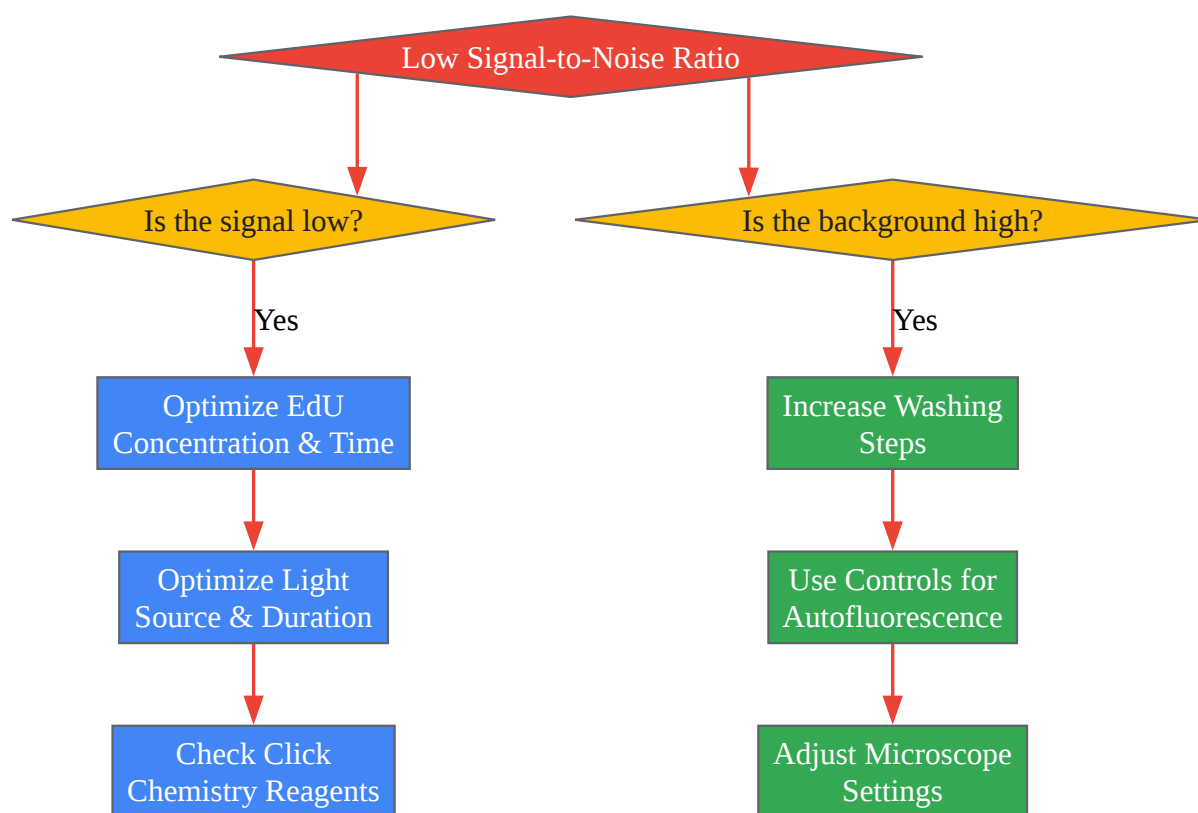 Low Signal-to-Noise Ratio
Is the signal low?
Is the background high?
Yes
Yes
Optimize EdU
Concentration & Time
Increase Washing
Steps
Optimize Light
Source & Duration
Use Controls for
Autofluorescence
Check Click
Chemistry Reagents
Adjust Microscope
Settings